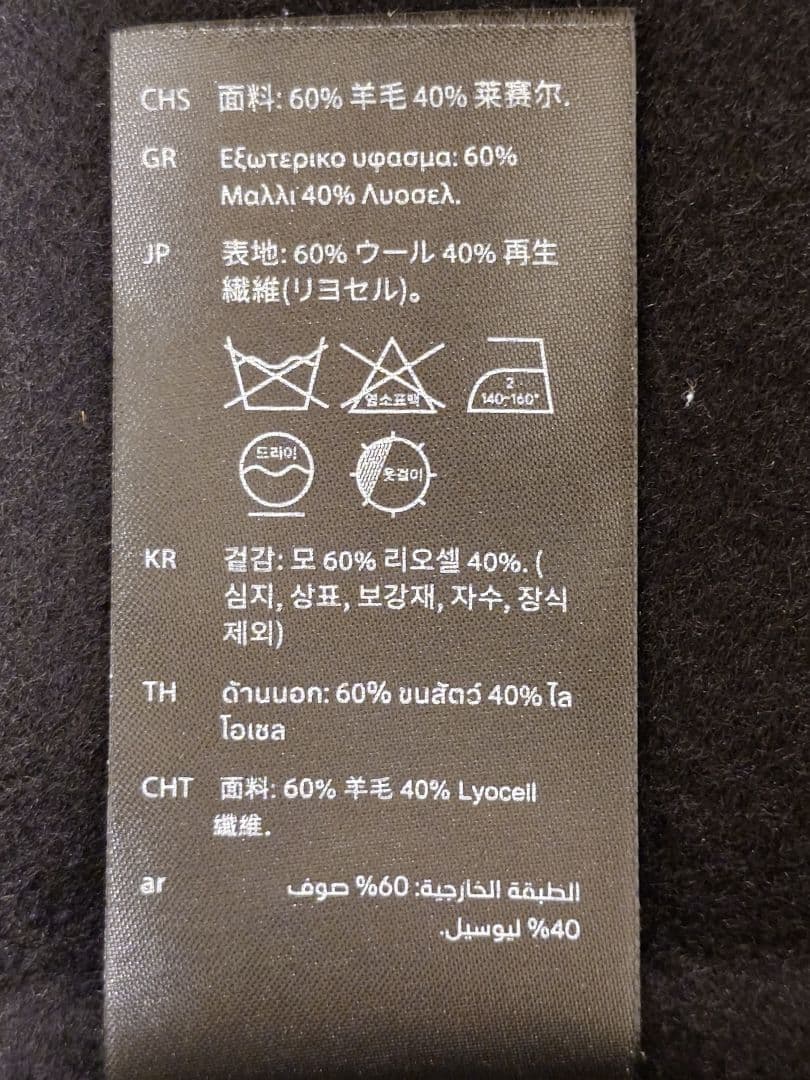 CHS 面料: 60% 羊毛 40% 莱赛尔.
GR Εξωτερικο υφασμα: 60%
Μαλλι 40% Λυοσελ.
JP 表地: 60% ウール 40% 再生
繊維(リヨセル)。
염소표백
2
140~160°
드라이
옷걸이
KR 겉감: 모 60% 리오셀 40%. (
심지, 상표, 보강재, 자수, 장식
제외)
TH ด้านนอก: 60% ขนสัตว์ 40% ไล
โอเซล
CHT 面料: 60% 羊毛 40% Lyocell
纖維.
ar الطبقة الخارجية: 60% صوف
40% ليوسيل.